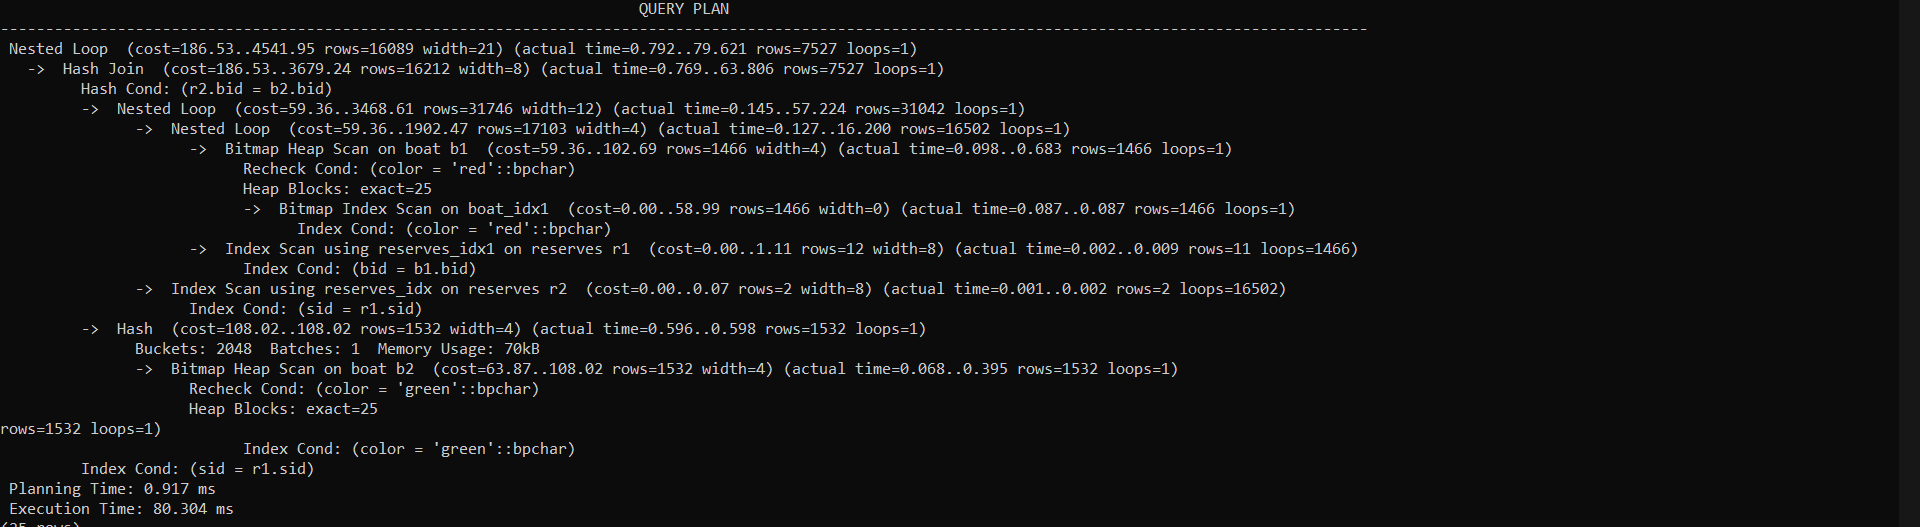 QUERY PLAN
-----------------------------------------------------------------------------------------------------------------------------------------------------
Nested Loop  (cost=186.53..4541.95 rows=16089 width=21) (actual time=0.792..79.621 rows=7527 loops=1)
  ->  Hash Join  (cost=186.53..3679.24 rows=16212 width=8) (actual time=0.769..63.806 rows=7527 loops=1)
        Hash Cond: (r2.bid = b2.bid)
        ->  Nested Loop  (cost=59.36..3468.61 rows=31746 width=12) (actual time=0.145..57.224 rows=31042 loops=1)
              ->  Nested Loop  (cost=59.36..1902.47 rows=17103 width=4) (actual time=0.127..16.200 rows=16502 loops=1)
                    ->  Bitmap Heap Scan on boat b1  (cost=59.36..102.69 rows=1466 width=4) (actual time=0.098..0.683 rows=1466 loops=1)
                          Recheck Cond: (color = 'red'::bpchar)
                          Heap Blocks: exact=25
                          ->  Bitmap Index Scan on boat_idx1  (cost=0.00..58.99 rows=1466 width=0) (actual time=0.087..0.087 rows=1466 loops=1)
                                Index Cond: (color = 'red'::bpchar)
                    ->  Index Scan using reserves_idx1 on reserves r1  (cost=0.00..1.11 rows=12 width=8) (actual time=0.002..0.009 rows=11 loops=1466)
                          Index Cond: (bid = b1.bid)
              ->  Index Scan using reserves_idx on reserves r2  (cost=0.00..0.07 rows=2 width=8) (actual time=0.001..0.002 rows=2 loops=16502)
                    Index Cond: (sid = r1.sid)
        ->  Hash  (cost=108.02..108.02 rows=1532 width=4) (actual time=0.596..0.598 rows=1532 loops=1)
              Buckets: 2048  Batches: 1  Memory Usage: 70kB
              ->  Bitmap Heap Scan on boat b2  (cost=63.87..108.02 rows=1532 width=4) (actual time=0.068..0.395 rows=1532 loops=1)
                    Recheck Cond: (color = 'green'::bpchar)
                    Heap Blocks: exact=25
rows=1532 loops=1)
                          Index Cond: (color = 'green'::bpchar)
        Index Cond: (sid = r1.sid)
Planning Time: 0.917 ms
Execution Time: 80.304 ms
(25 rows)